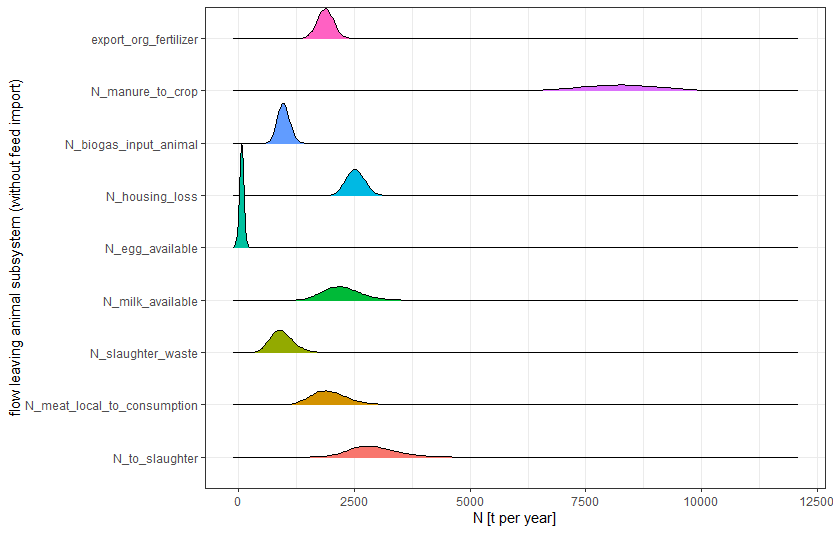 flow leaving animal subsystem (without feed import)
export_org_fertilizer
N_manure_to_crop
N_biogas_input_animal
N_housing_loss
N_egg_available
N_milk_available
N_slaughter_waste
N_meat_local_to_consumption
N_to_slaughter
0 2500 5000 7500 10000 12500
N [t per year]